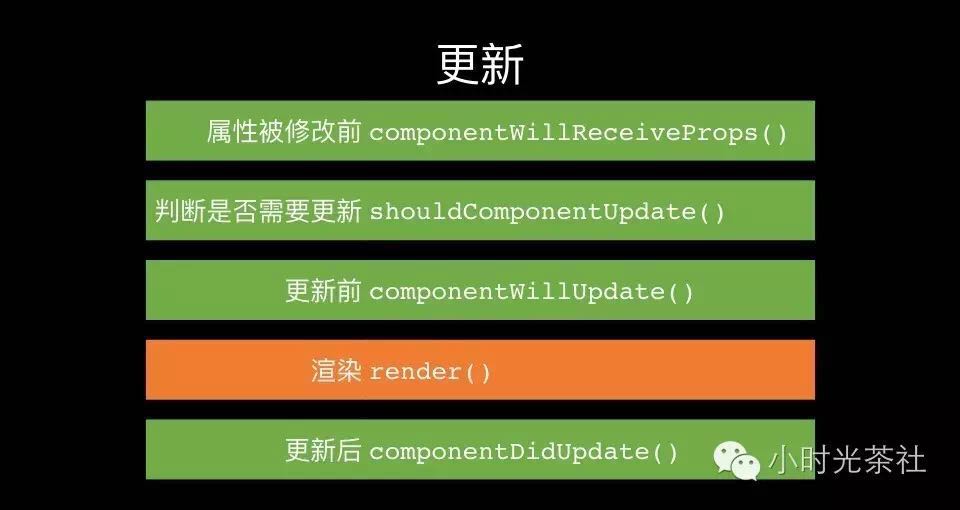 更新
属性被修改前 componentWillReceiveProps()
判断是否需要更新 shouldComponentUpdate()
更新前 componentWillUpdate()
渲染 render()
更新后 componentDidUpdate()
小时光茶社